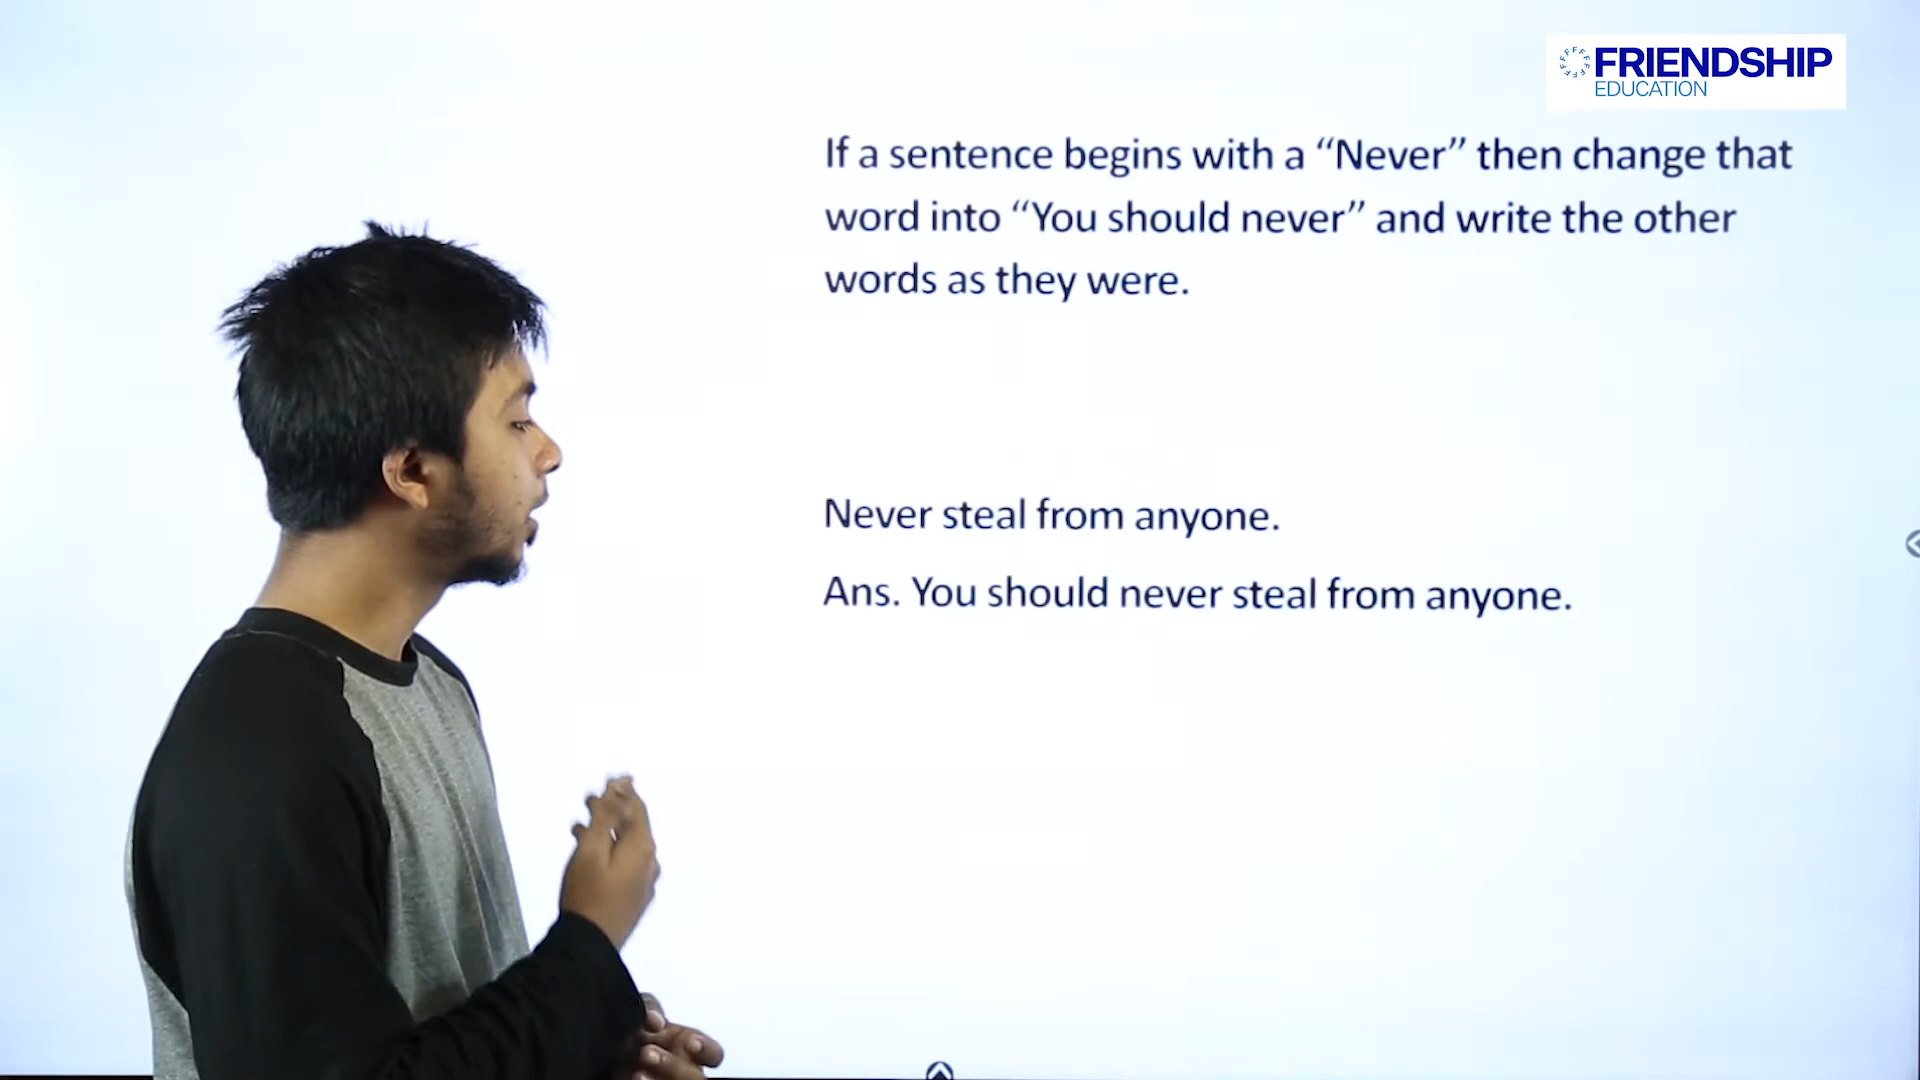 FRIENDSHIP
EDUCATION
If a sentence begins with a “Never” then change that
word into “You should never” and write the other
words as they were.
Never steal from anyone.
Ans. You should never steal from anyone.